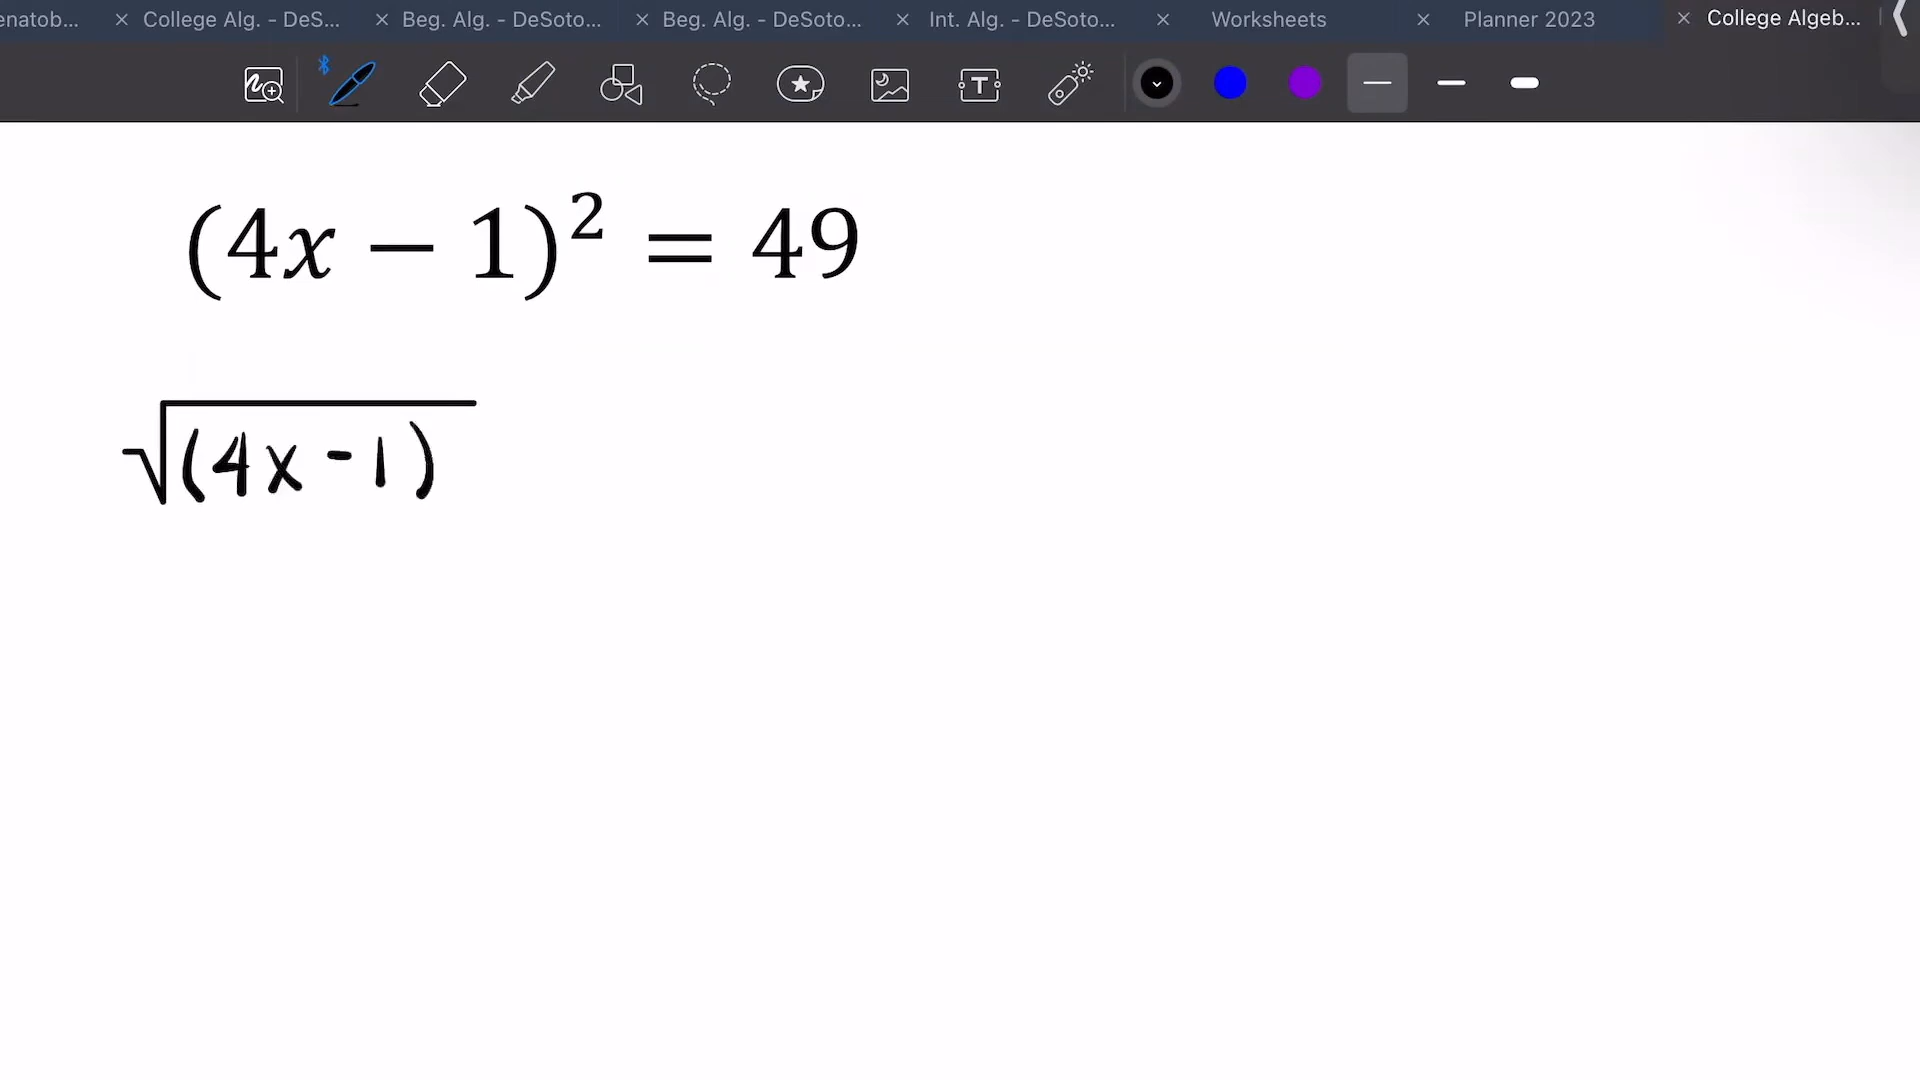 enatob... × College Alg. - DeS... × Beg. Alg. - DeSoto... × Beg. Alg. - DeSoto... × Int. Alg. - DeSoto... × Worksheets × Planner 2023 × College Algeb...
T
(4x − 1)² = 49
√(4x - 1)